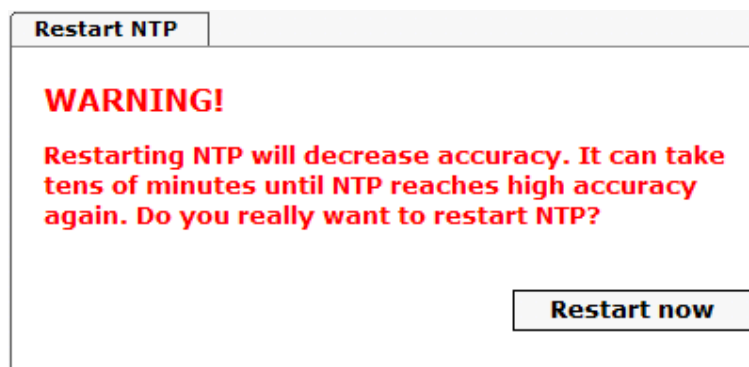 Restart NTP
WARNING!
Restarting NTP will decrease accuracy. It can take
tens of minutes until NTP reaches high accuracy
again. Do you really want to restart NTP?
Restart now